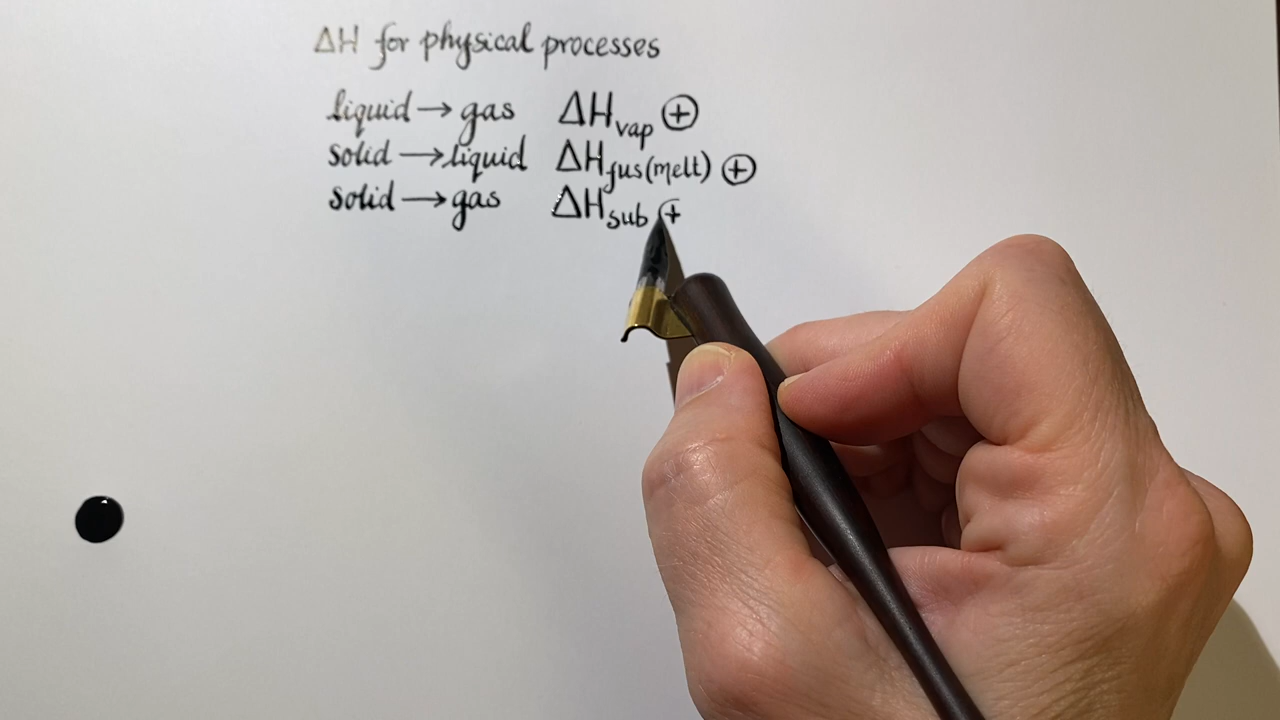 ΔH for physical processes
liquid → gas ΔHvap ⊕
solid → liquid ΔHfus(melt) ⊕
solid → gas ΔHsub ⊕